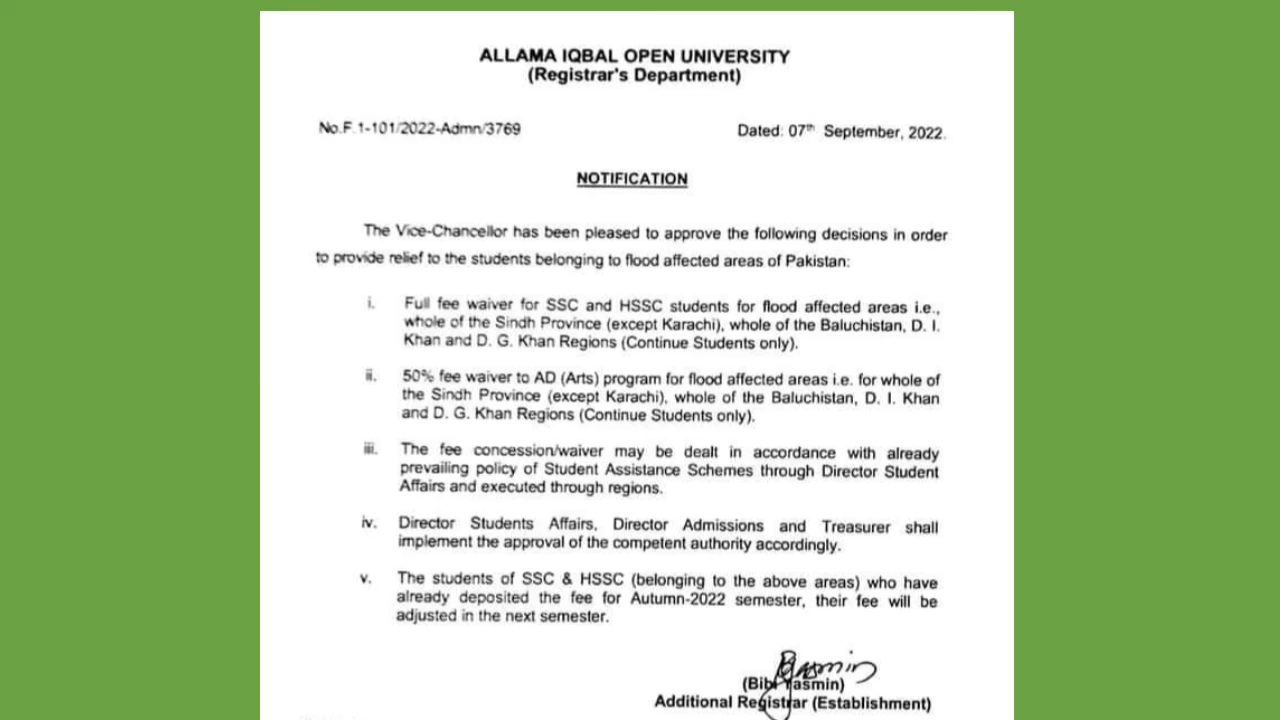 ALLAMA IQBAL OPEN UNIVERSITY
(Registrar's Department)
No.F.1-101/2022-Admn/3769
Dated: 07th September, 2022.
NOTIFICATION
The Vice-Chancellor has been pleased to approve the following decisions in order
to provide relief to the students belonging to flood affected areas of Pakistan:
i. Full fee waiver for SSC and HSSC students for flood affected areas i.e.,
whole of the Sindh Province (except Karachi), whole of the Baluchistan, D. I.
Khan and D. G. Khan Regions (Continue Students only).
ii. 50% fee waiver to AD (Arts) program for flood affected areas i.e. for whole of
the Sindh Province (except Karachi), whole of the Baluchistan, D. I. Khan
and D. G. Khan Regions (Continue Students only).
iii. The fee concession/waiver may be dealt in accordance with already
prevailing policy of Student Assistance Schemes through Director Student
Affairs and executed through regions.
iv. Director Students Affairs, Director Admissions and Treasurer shall
implement the approval of the competent authority accordingly.
v. The students of SSC & HSSC (belonging to the above areas) who have
already deposited the fee for Autumn-2022 semester, their fee will be
adjusted in the next semester.
Yasmin
(Bibi Yasmin)
Additional Registrar (Establishment)